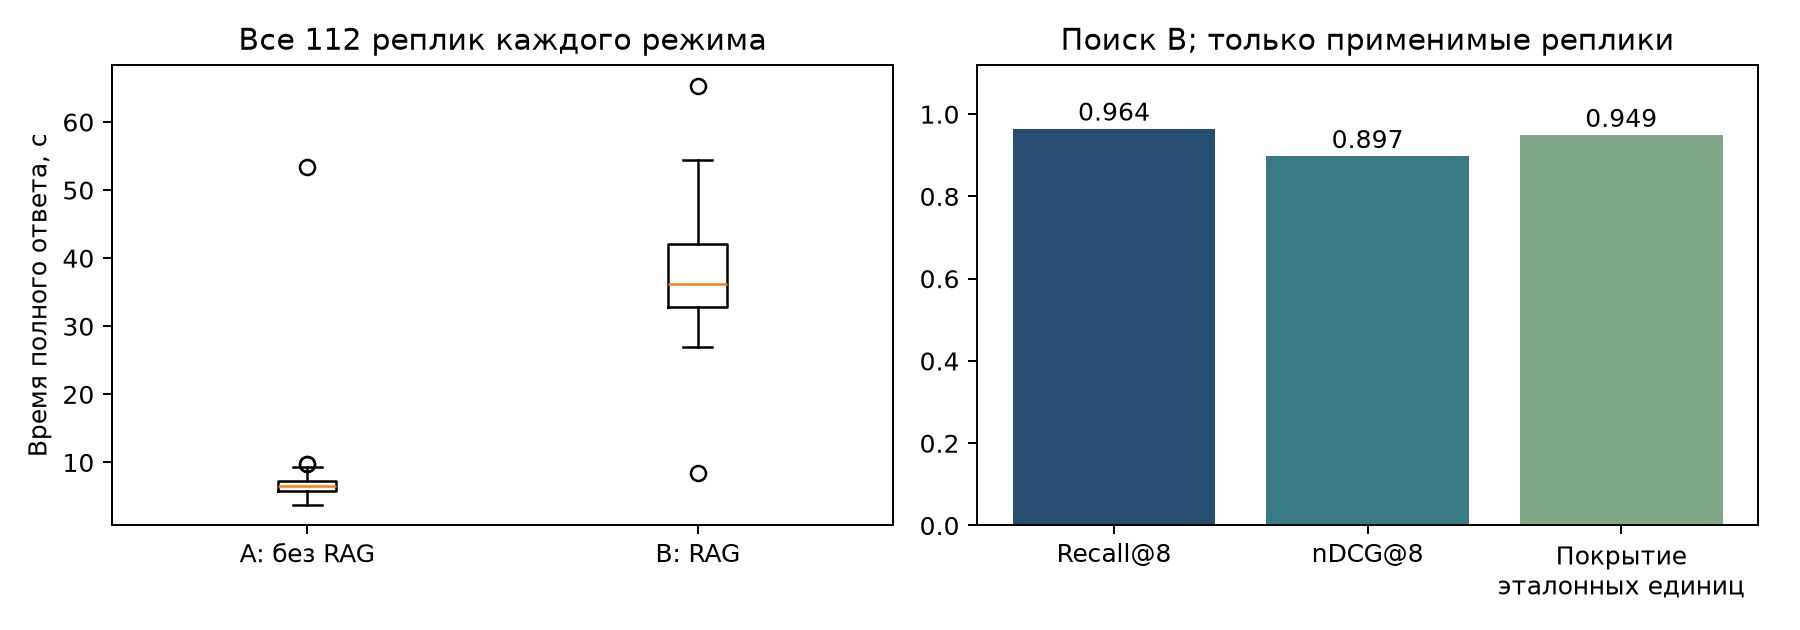 Все 112 реплик каждого режима
Время полного ответа, с
60
50
40
30
20
10
A: без RAG
B: RAG
Поиск B; только применимые реплики
1.0
0.8
0.6
0.4
0.2
0.0
0.964
0.897
0.949
Recall@8
nDCG@8
Покрытие
эталонных единиц